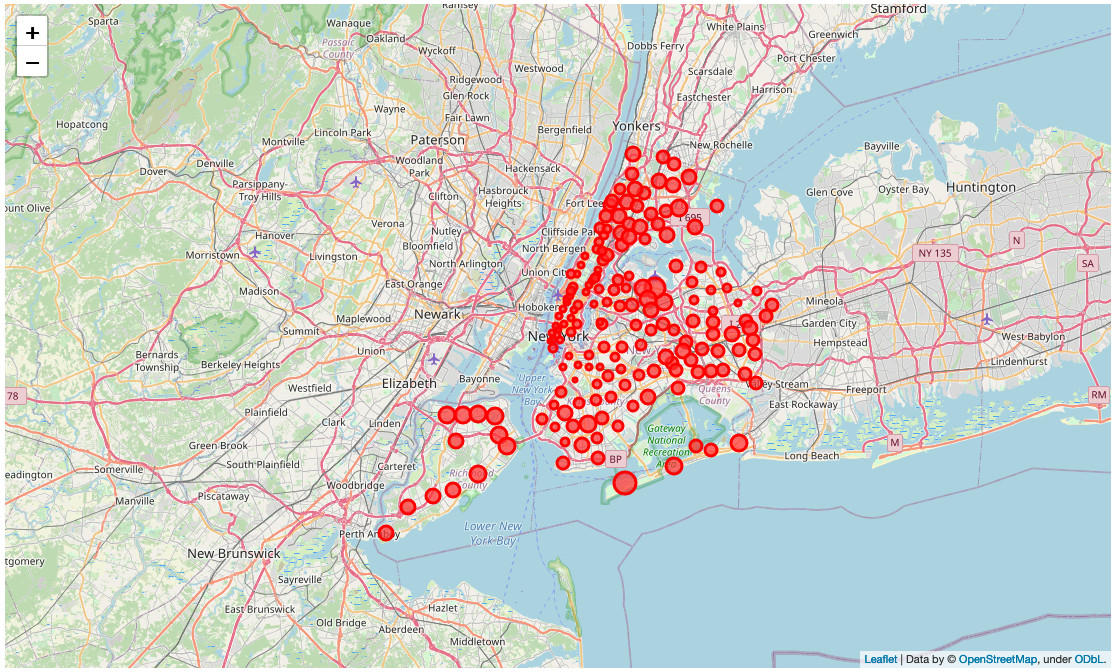 +
−
Sparta
Wanaque
Ramsey
Stamford
Oakland
Passaic
County
Wyckoff
White Plains
Greenwich
Dobbs Ferry
Port Chester
Westwood
Scarsdale
Ridgewood
Glen Rock
Eastchester
Harrison
Wayne
Fair Lawn
Hopatcong
Lincoln Park
Bergenfield
Yonkers
Montville
Paterson
New Rochelle
Bayville
Denville
Woodland
Park
Hackensack
Dover
Parsippany-
Troy Hills
Hasbrouck
Heights
Glen Cove
Oyster Bay
Huntington
Clifton
Fort Lee
ount Olive
Verona
Nutley
Cliffside Park
I 695
Hanover
Bloomfield
North Bergen
N
NY 135
Morristown
Livingston
North Arlington
SA
Union City
East Orange
Madison
Mineola
Maplewood
Newark
Hoboken
Garden City
Summit
New York
West Babylon
Hempstead
Bernards
Township
Union
Lindenhurst
Berkeley Heights
Elizabeth
Bayonne
Upper
New York
Bay
Queens
County
Valley Stream
Freeport
78
Westfield
RM
East Rockaway
Plainfield
Clark
Linden
Gateway
National
Recreation
Area
M
Green Brook
BP
Long Beach
eadington
Somerville
South Plainfield
Carteret
Richmond
County
Woodbridge
Manville
Piscataway
Lower New
York Bay
Perth Amboy
New Brunswick
tgomery
Sayreville
East Brunswick
Hazlet
Old Bridge
Aberdeen
Middletown
Leaflet | Data by © OpenStreetMap, under ODbL.